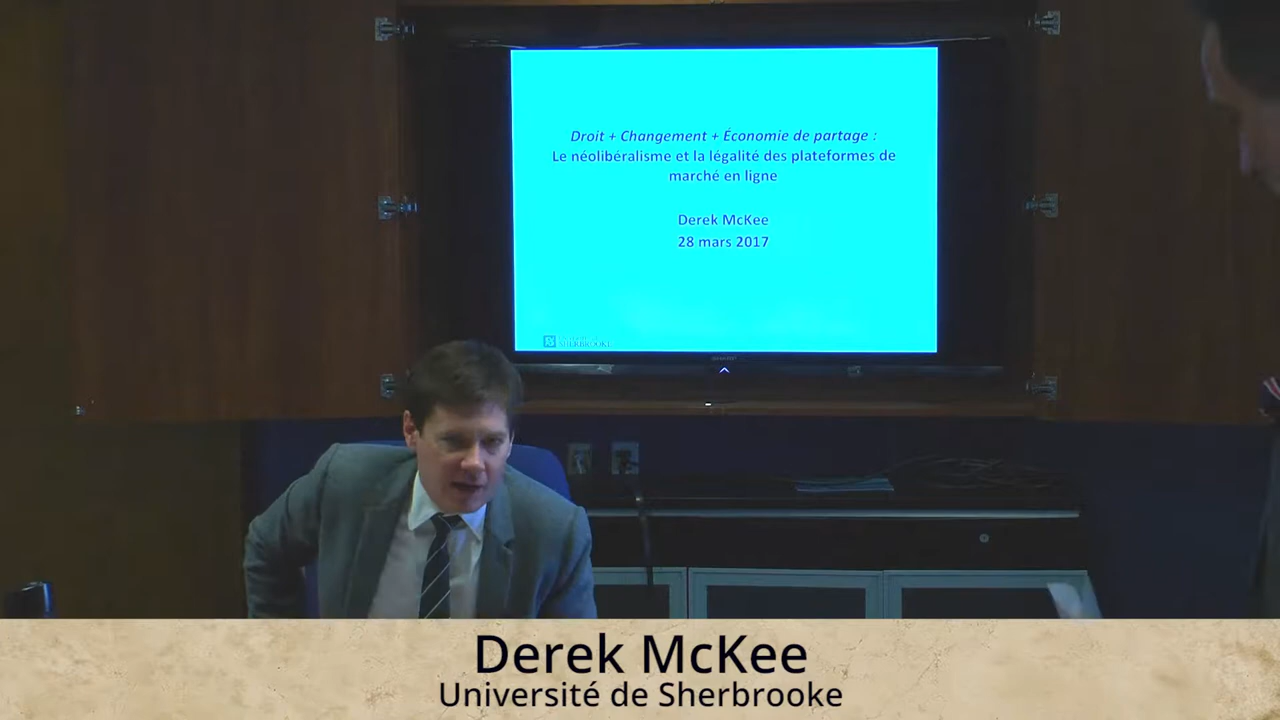 Droit + Changement + Économie de partage :
Le néolibéralisme et la légalité des plateformes de
marché en ligne
Derek McKee
28 mars 2017
SHERBROOKE
Derek McKee
Université de Sherbrooke